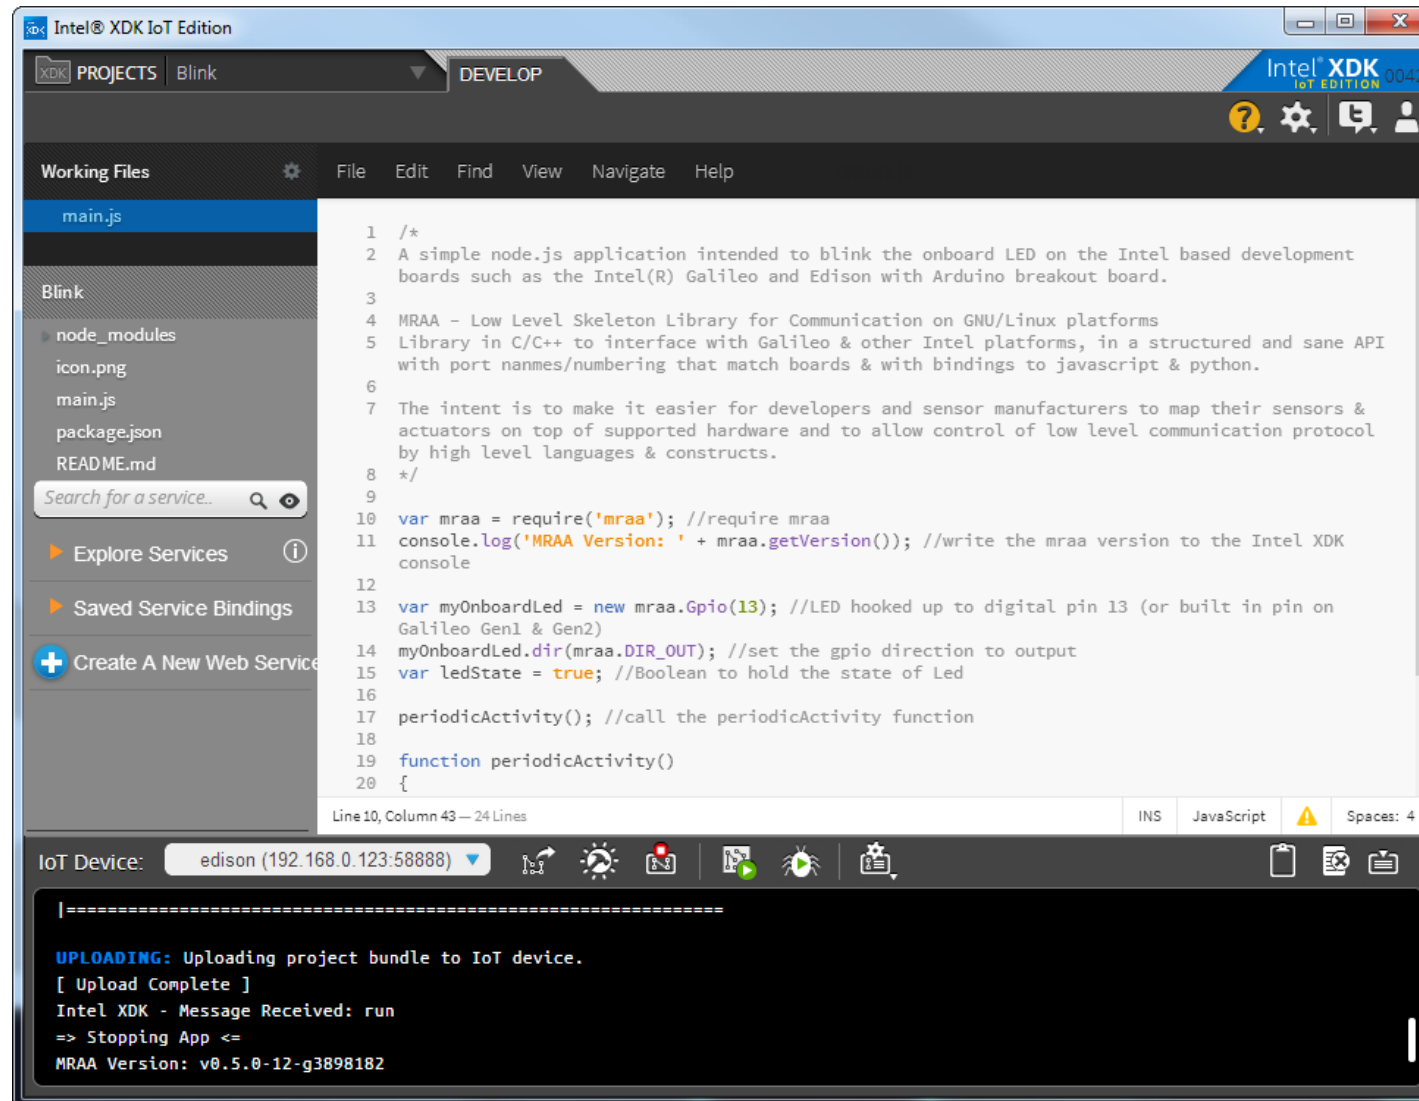 Intel® XDK IoT Edition
XDK PROJECTS Blink
DEVELOP
Intel® XDK
IoT EDITION
Working Files
File Edit Find View Navigate Help
main.js
Blink
node_modules
icon.png
main.js
package.json
README.md
Search for a service..
Explore Services
Saved Service Bindings
Create A New Web Service
1 /*
2 A simple node.js application intended to blink the onboard LED on the Intel based development
boards such as the Intel(R) Galileo and Edison with Arduino breakout board.
3
4 MRAA - Low Level Skeleton Library for Communication on GNU/Linux platforms
5 Library in C/C++ to interface with Galileo & other Intel platforms, in a structured and sane API
with port nanmes/numbering that match boards & with bindings to javascript & python.
6
7 The intent is to make it easier for developers and sensor manufacturers to map their sensors &
actuators on top of supported hardware and to allow control of low level communication protocol
by high level languages & constructs.
8 */
9
10 var mraa = require('mraa'); //require mraa
11 console.log('MRAA Version: ' + mraa.getVersion()); //write the mraa version to the Intel XDK
console
12
13 var myOnboardLed = new mraa.Gpio(13); //LED hooked up to digital pin 13 (or built in pin on
Galileo Gen1 & Gen2)
14 myOnboardLed.dir(mraa.DIR_OUT); //set the gpio direction to output
15 var ledState = true; //Boolean to hold the state of Led
16
17 periodicActivity(); //call the periodicActivity function
18
19 function periodicActivity()
20 {
Line 10, Column 43 — 24 Lines
INS JavaScript Spaces: 4
IoT Device: edison (192.168.0.123:58888)
|================================================================
UPLOADING: Uploading project bundle to IoT device.
[ Upload Complete ]
Intel XDK - Message Received: run
=> Stopping App <=
MRAA Version: v0.5.0-12-g3898182